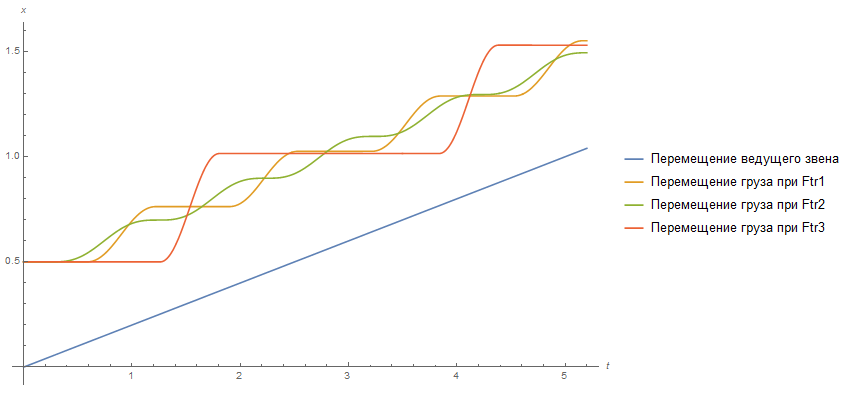 x
1.5
1.0
0.5
1
2
3
4
5
t
Перемещение ведущего звена
Перемещение груза при Ftr1
Перемещение груза при Ftr2
Перемещение груза при Ftr3